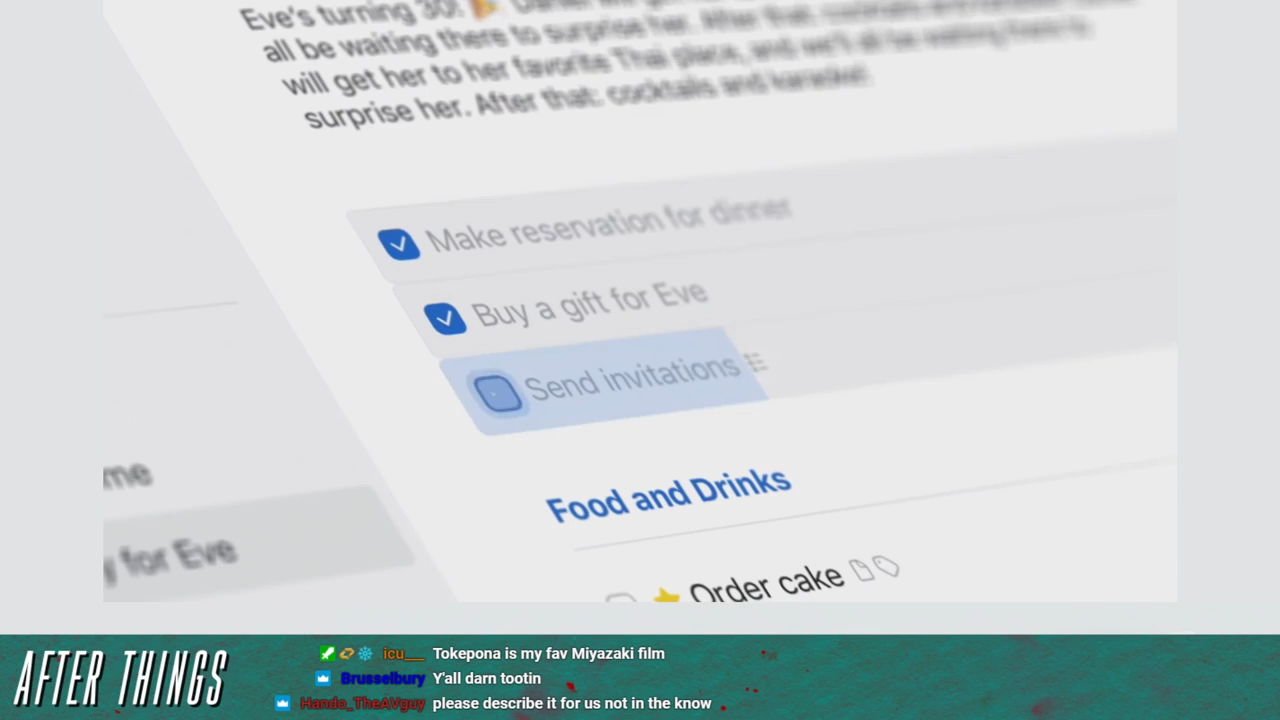 Eve's turning 30! 🎉 Daniel will get
all be waiting there to surprise her. After that: cocktails and karaoke!
will get her to her favorite Thai place, and we'll all be waiting there to
surprise her. After that: cocktails and karaoke!
Make reservation for dinner
Buy a gift for Eve
Send invitations
me
Food and Drinks
for Eve
⭐ Order cake
AFTER THINGS
icu__ Tokepona is my fav Miyazaki film
Brusselbury Y'all darn tootin
Hando_TheAVguy please describe it for us not in the know